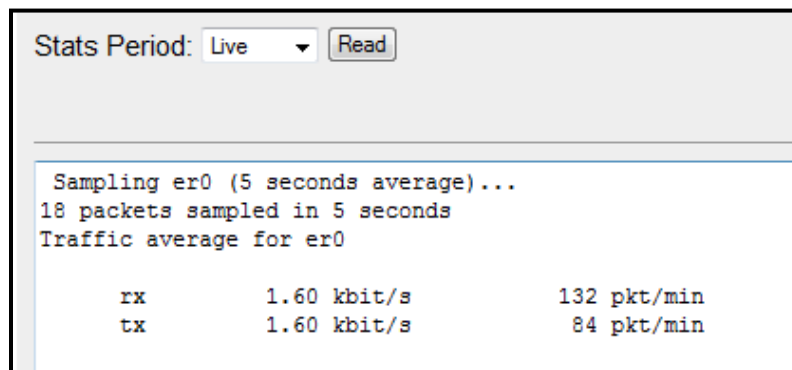 Stats Period: Live Read
Sampling er0 (5 seconds average)...
18 packets sampled in 5 seconds
Traffic average for er0
rx 1.60 kbit/s 132 pkt/min
tx 1.60 kbit/s 84 pkt/min